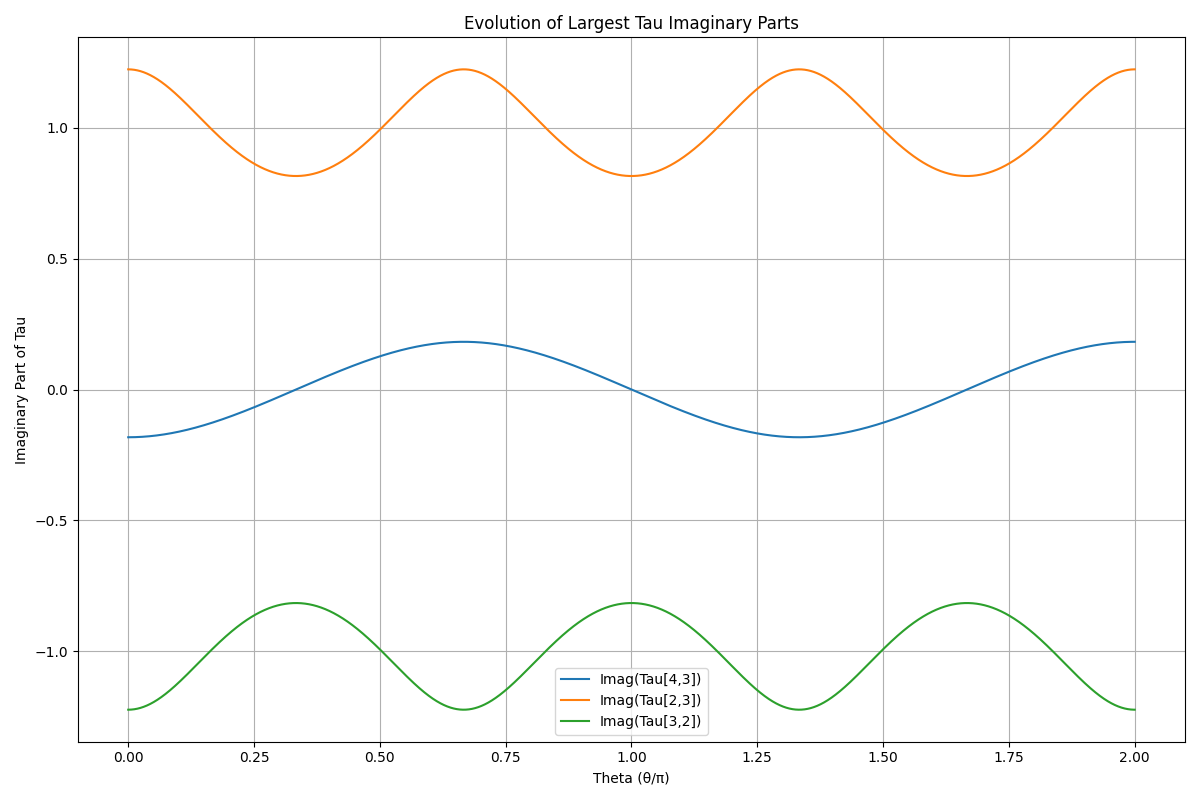 Evolution of Largest Tau Imaginary Parts
Imaginary Part of Tau
1.0
0.5
0.0
−0.5
−1.0
Imag(Tau[4,3])
Imag(Tau[2,3])
Imag(Tau[3,2])
0.00 0.25 0.50 0.75 1.00 1.25 1.50 1.75 2.00
Theta (θ/π)